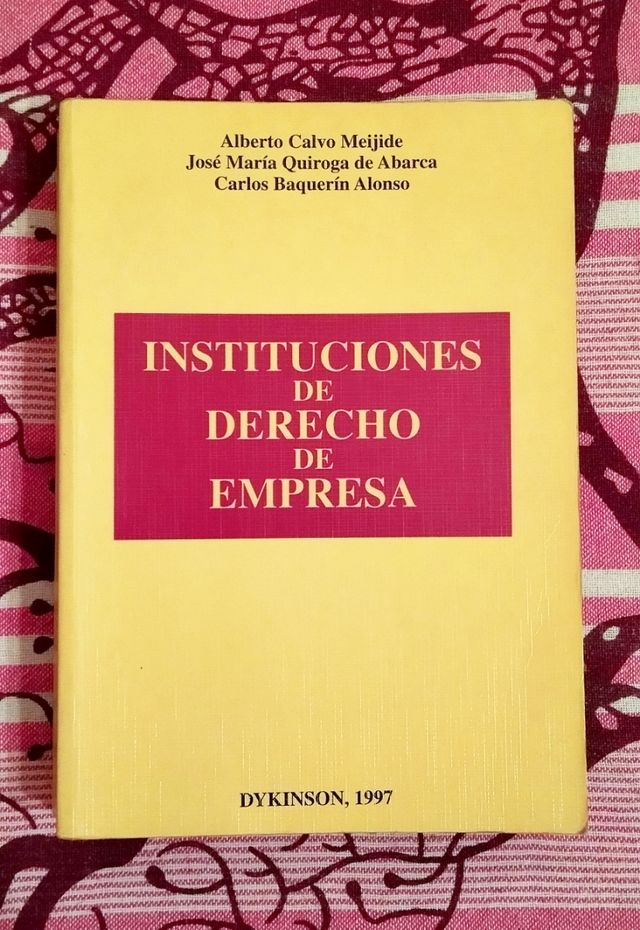 Alberto Calvo Meijide
José María Quiroga de Abarca
Carlos Baquerín Alonso
INSTITUCIONES
DE
DERECHO
DE
EMPRESA
DYKINSON, 1997